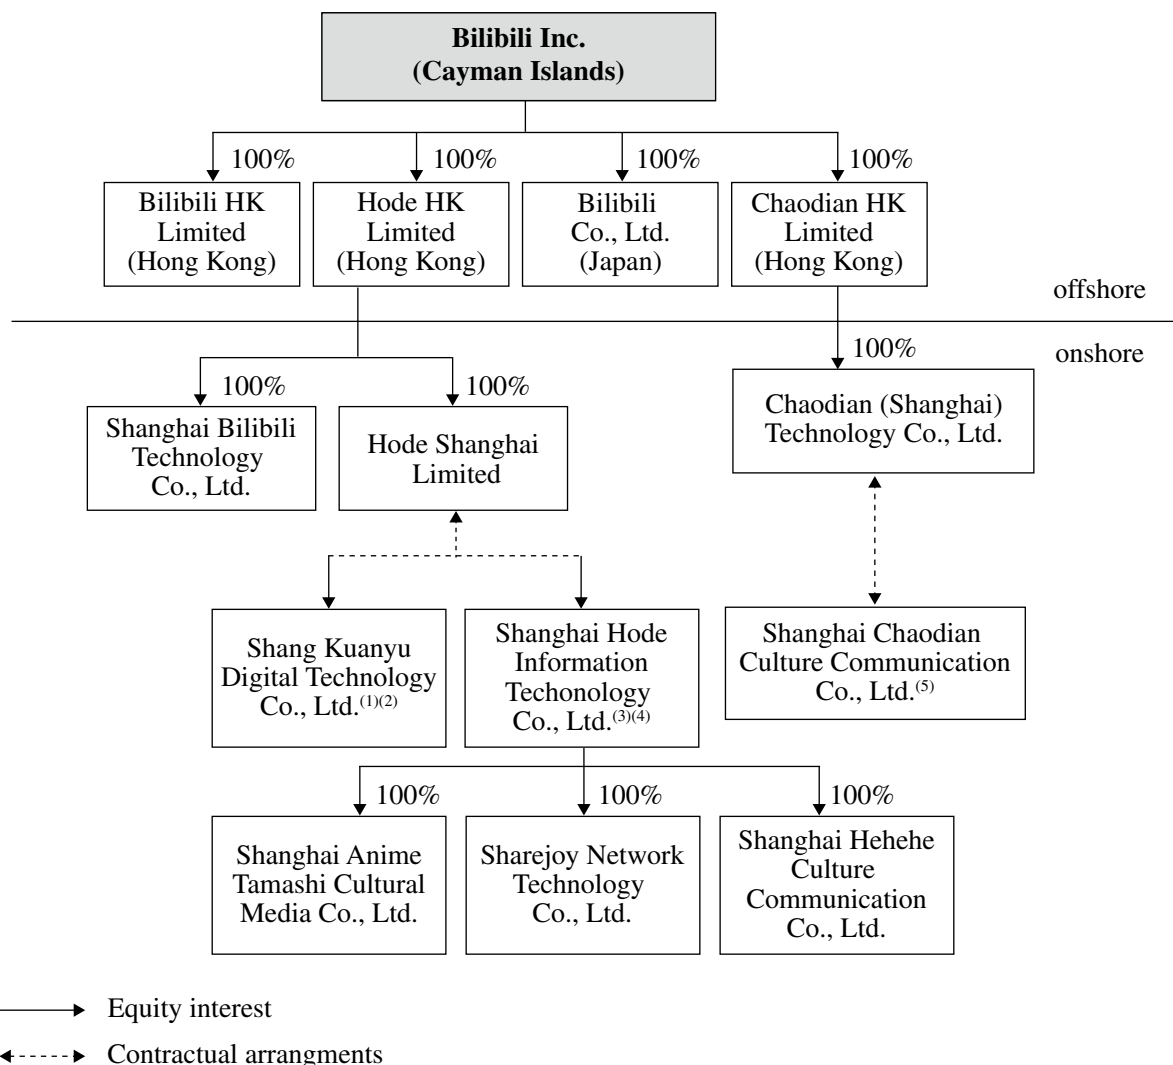 Bilibili Inc.
(Cayman Islands)
100%
100%
100%
100%
Bilibili HK
Limited
(Hong Kong)
Hode HK
Limited
(Hong Kong)
Bilibili
Co., Ltd.
(Japan)
Chaodian HK
Limited
(Hong Kong)
offshore
onshore
100%
100%
100%
Shanghai Bilibili
Technology
Co., Ltd.
Hode Shanghai
Limited
Chaodian (Shanghai)
Technology Co., Ltd.
Shang Kuanyu
Digital Technology
Co., Ltd.(1)(2)
Shanghai Hode
Information
Techonology
Co., Ltd.(3)(4)
Shanghai Chaodian
Culture Communication
Co., Ltd.(5)
100%
100%
100%
Shanghai Anime
Tamashi Cultural
Media Co., Ltd.
Sharejoy Network
Technology
Co., Ltd.
Shanghai Hehehe
Culture
Communication
Co., Ltd.
Equity interest
Contractual arrangments